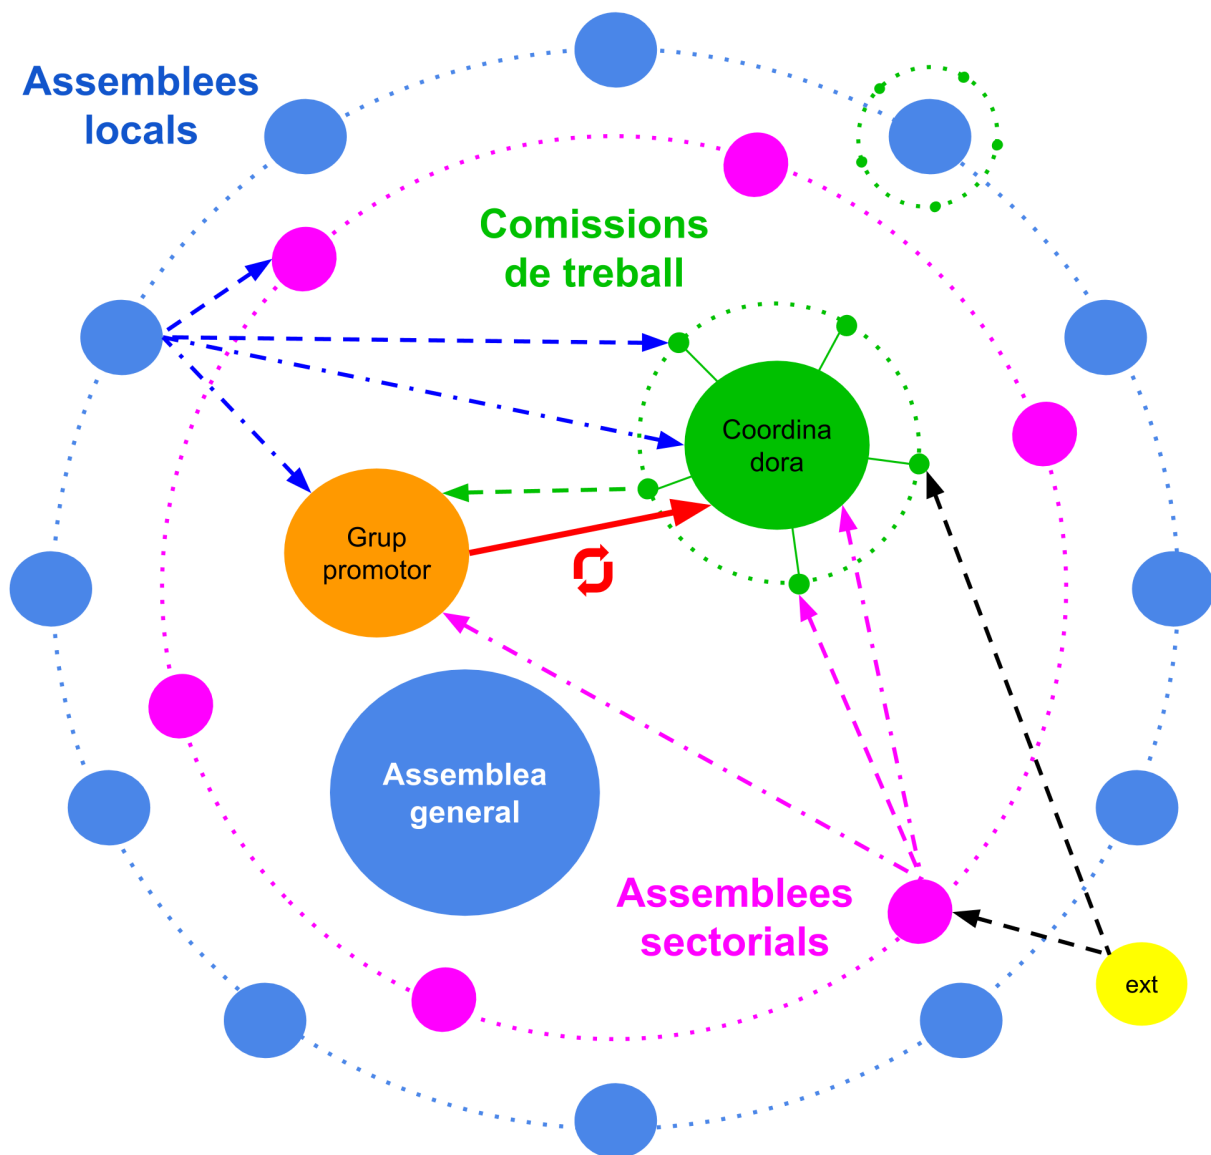 Assemblees
locals
Comissions
de treball
Coordina
dora
Grup
promotor
Assemblea
general
Assemblees
sectorials
ext